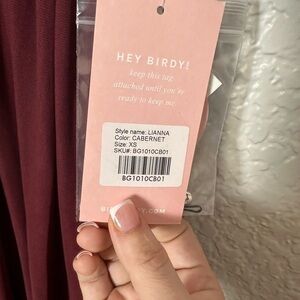 HEY BIRDY!
keep this tag
attached until you're
ready to keep me
Style name: LIANNA
Color: CABERNET
Size: XS
SKU#: BG1010CB01
BG1010CB01